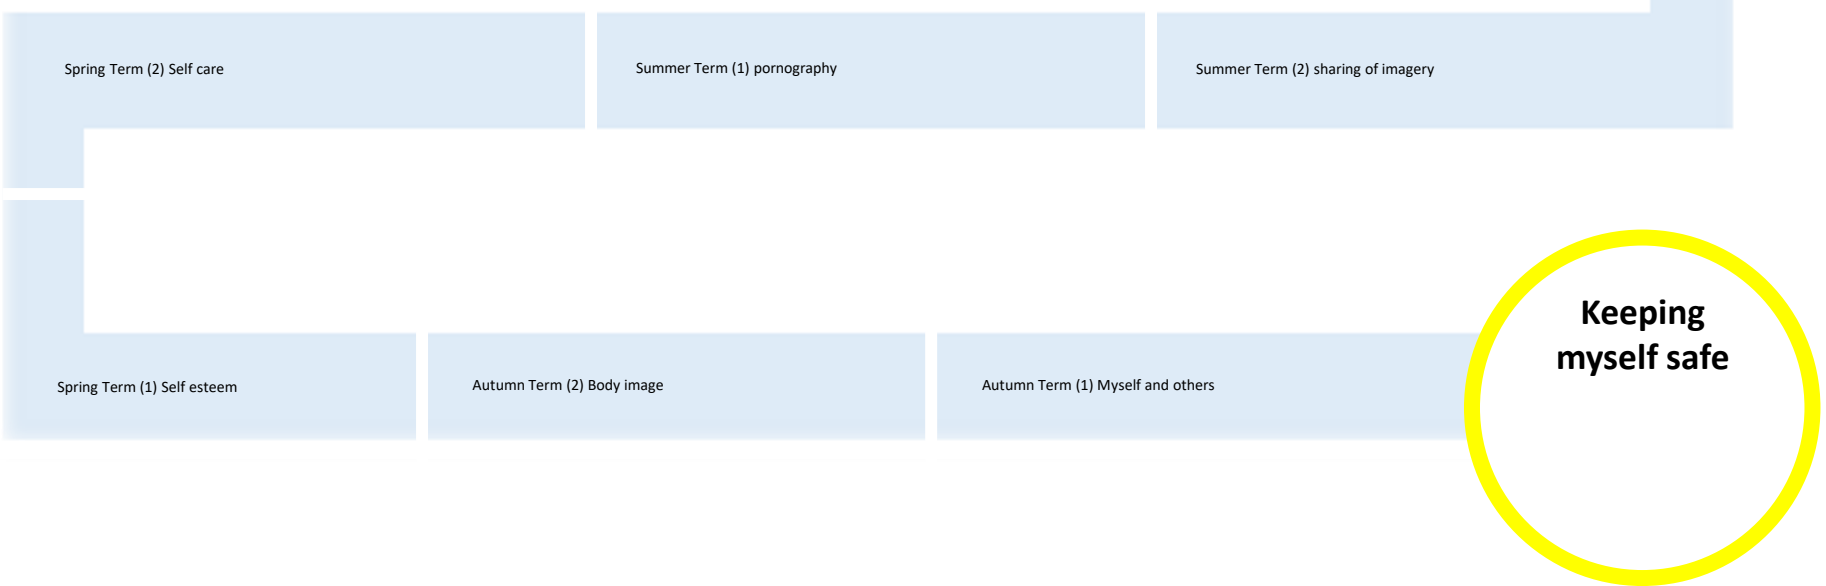 Spring Term (2) Self care
Summer Term (1) pornography
Summer Term (2) sharing of imagery
Keeping
myself safe
Spring Term (1) Self esteem
Autumn Term (2) Body image
Autumn Term (1) Myself and others